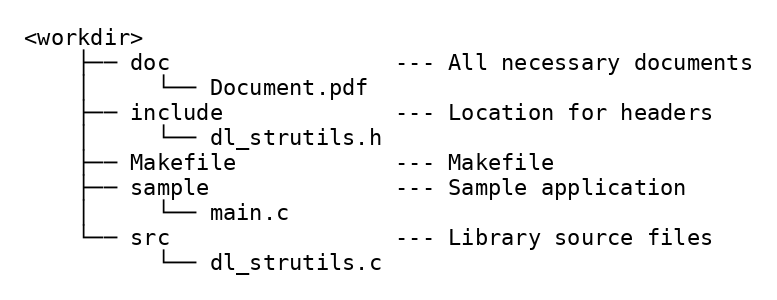 <workdir>
    ├── doc                 --- All necessary documents
    │     └── Document.pdf
    ├── include             --- Location for headers
    │     └── dl_strutils.h
    ├── Makefile            --- Makefile
    ├── sample              --- Sample application
    │     └── main.c
    └── src                 --- Library source files
          └── dl_strutils.c